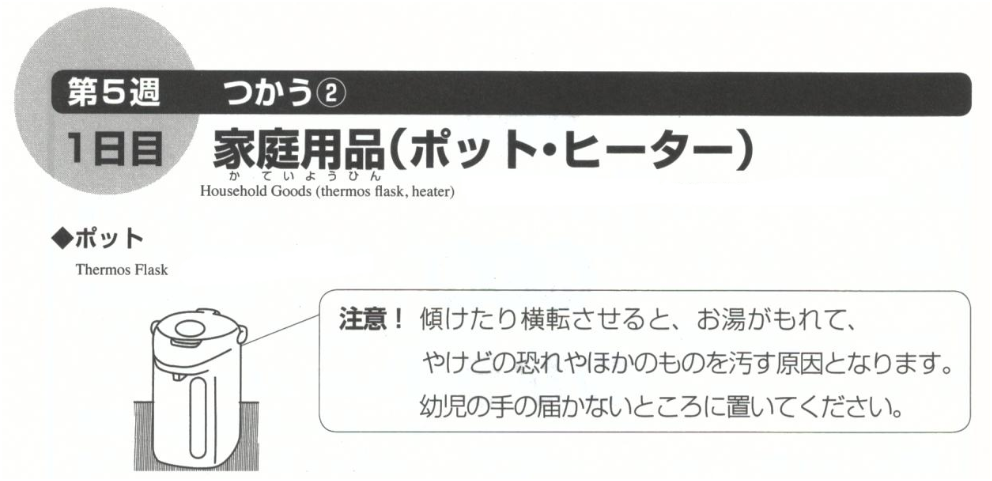 第5週 つかう②
1日目 家庭用品(ポット・ヒーター)
かていようひん
Household Goods (thermos flask, heater)
◆ポット
Thermos Flask
注意！ 傾けたり横転させると、お湯がもれて、
やけどの恐れやほかのものを汚す原因となります。
幼児の手の届かないところに置いてください。